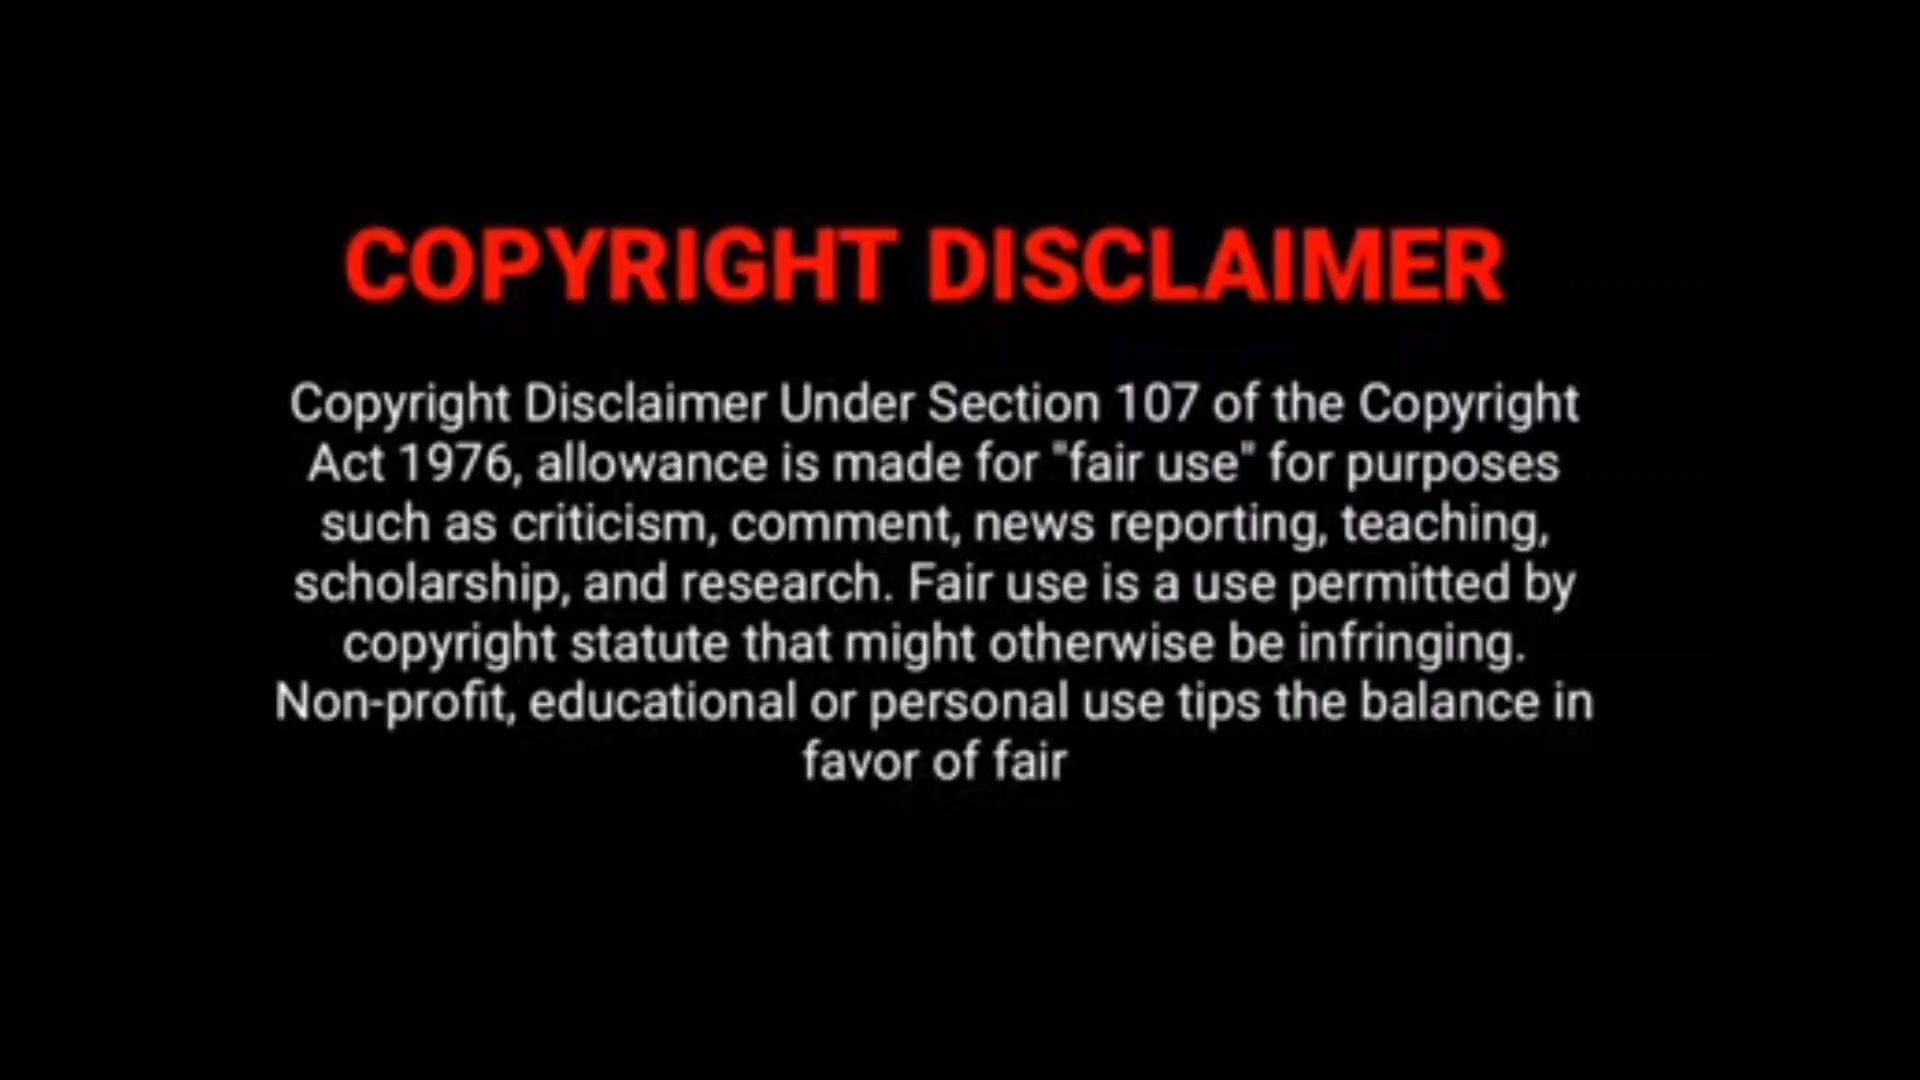 COPYRIGHT DISCLAIMER
Copyright Disclaimer Under Section 107 of the Copyright
Act 1976, allowance is made for "fair use" for purposes
such as criticism, comment, news reporting, teaching,
scholarship, and research. Fair use is a use permitted by
copyright statute that might otherwise be infringing.
Non-profit, educational or personal use tips the balance in
favor of fair